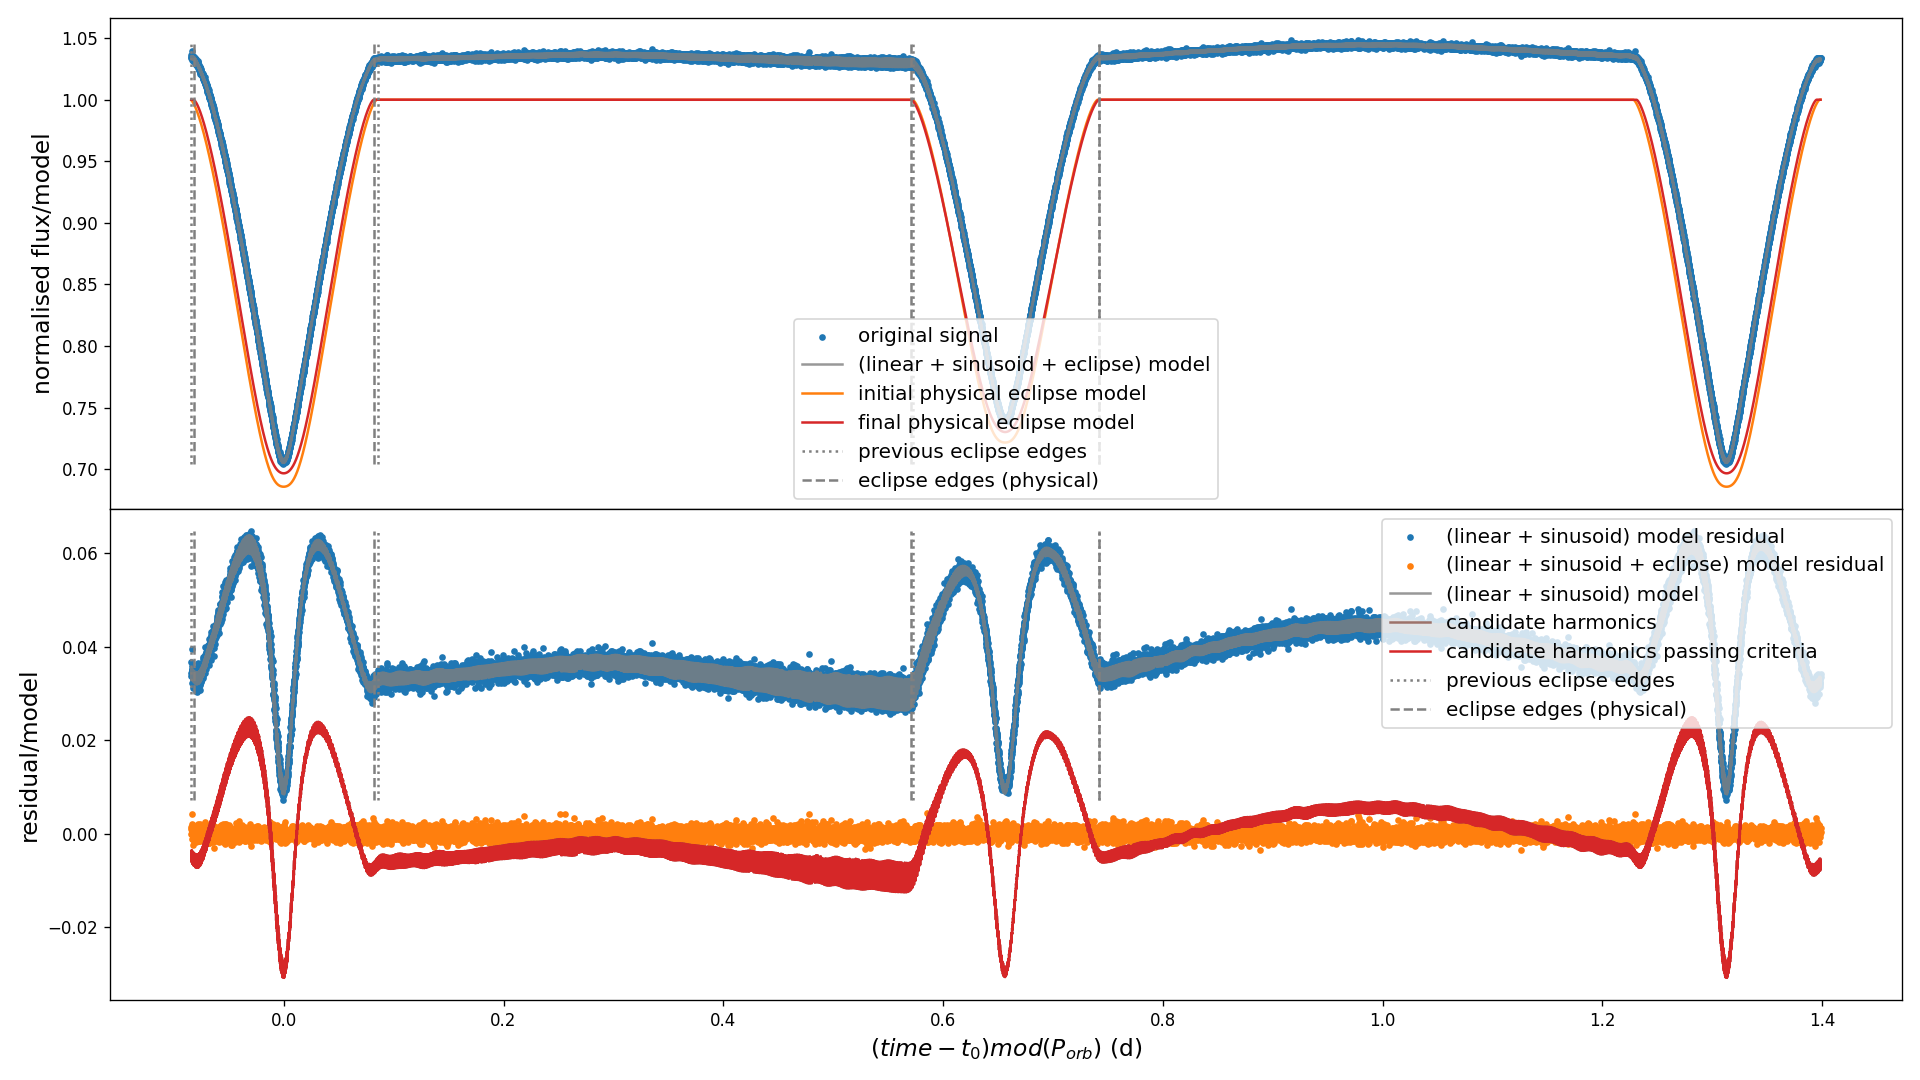 1.05
1.00
0.95
0.90
0.85
0.80
0.75
0.70
normalised flux/model
original signal
(linear + sinusoid + eclipse) model
initial physical eclipse model
final physical eclipse model
previous eclipse edges
eclipse edges (physical)
0.06
0.04
0.02
0.00
−0.02
residual/model
(linear + sinusoid) model residual
(linear + sinusoid + eclipse) model residual
(linear + sinusoid) model
candidate harmonics
candidate harmonics passing criteria
previous eclipse edges
eclipse edges (physical)
0.0 0.2 0.4 0.6 0.8 1.0 1.2 1.4
(time − t₀)mod(P_orb) (d)